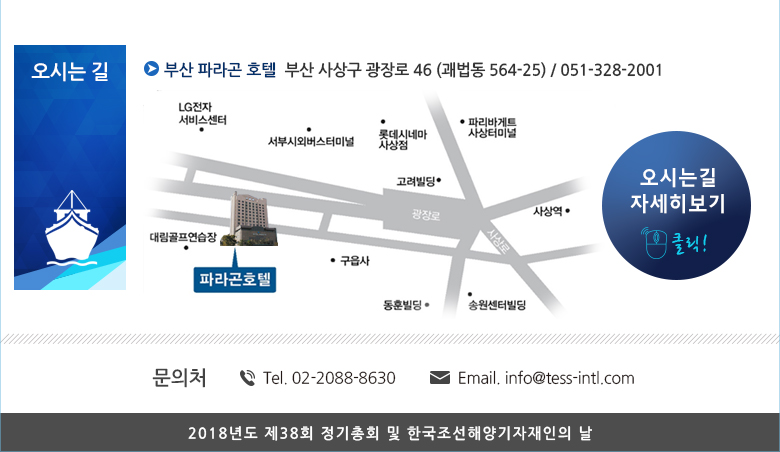 오시는 길
부산 파라곤 호텔 부산 사상구 광장로 46 (괘법동 564-25) / 051-328-2001
LG전자
서비스센터
서부시외버스터미널
롯데시네마
사상점
파리바게트
사상터미널
고려빌딩
광장로
사상역
사상로
대림골프연습장
구읍사
파라곤호텔
동훈빌딩
송원센터빌딩
오시는길
자세히보기
클릭!
문의처 Tel. 02-2088-8630 Email. info@tess-intl.com
2018년도 제38회 정기총회 및 한국조선해양기자재인의 날